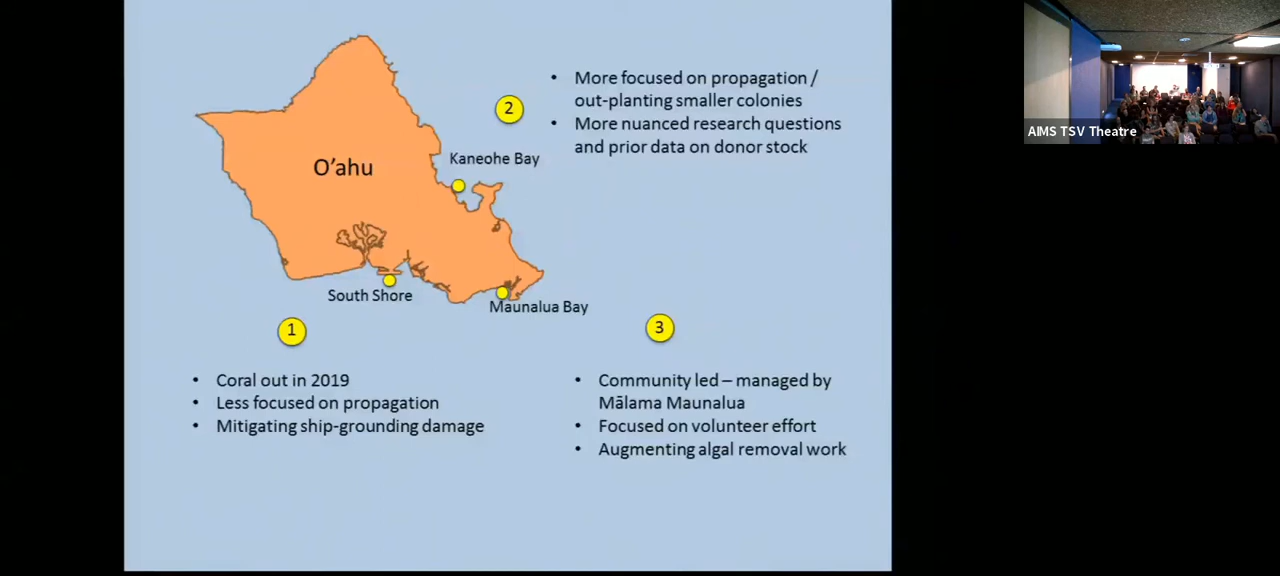 O'ahu
Kaneohe Bay
South Shore
Maunalua Bay
1
• Coral out in 2019
• Less focused on propagation
• Mitigating ship-grounding damage
2
• More focused on propagation /
out-planting smaller colonies
• More nuanced research questions
and prior data on donor stock
3
• Community led – managed by
Mālama Maunalua
• Focused on volunteer effort
• Augmenting algal removal work
AIMS TSV Theatre